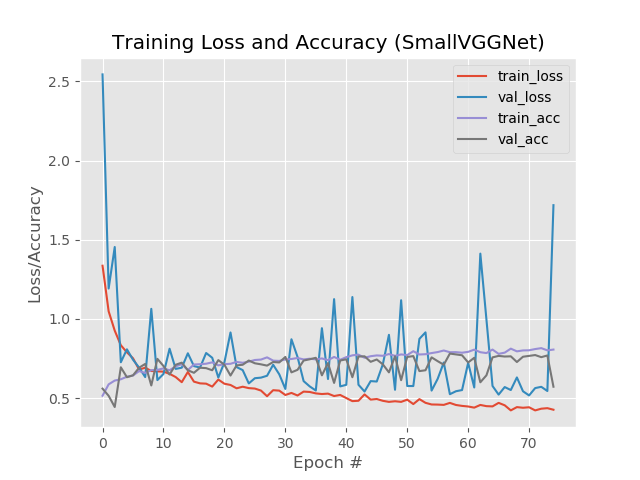 Training Loss and Accuracy (SmallVGGNet)
train_loss
val_loss
train_acc
val_acc
2.5
2.0
1.5
1.0
0.5
Loss/Accuracy
0 10 20 30 40 50 60 70
Epoch #